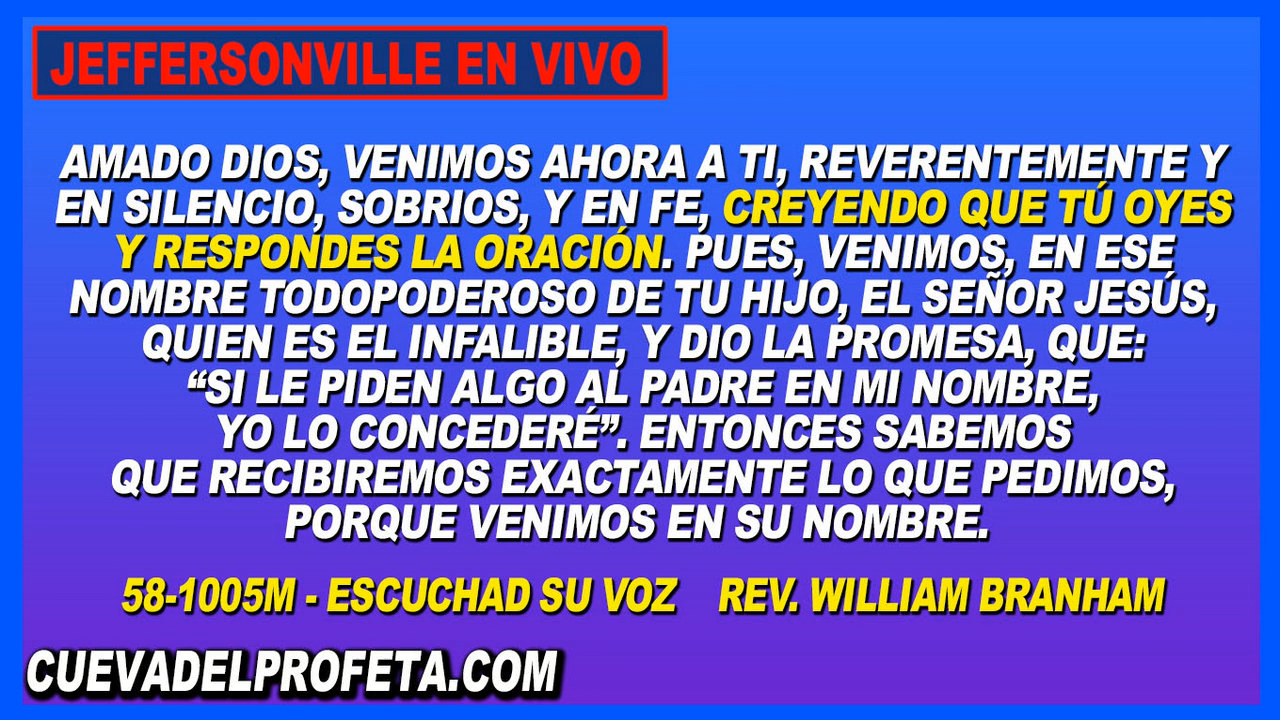 JEFFERSONVILLE EN VIVO
AMADO DIOS, VENIMOS AHORA A TI, REVERENTEMENTE Y
EN SILENCIO, SOBRIOS, Y EN FE, CREYENDO QUE TÚ OYES
Y RESPONDES LA ORACIÓN. PUES, VENIMOS, EN ESE
NOMBRE TODOPODEROSO DE TU HIJO, EL SEÑOR JESÚS,
QUIEN ES EL INFALIBLE, Y DIO LA PROMESA, QUE:
“SI LE PIDEN ALGO AL PADRE EN MI NOMBRE,
YO LO CONCEDERÉ”. ENTONCES SABEMOS
QUE RECIBIREMOS EXACTAMENTE LO QUE PEDIMOS,
PORQUE VENIMOS EN SU NOMBRE.
58-1005M - ESCUCHAD SU VOZ REV. WILLIAM BRANHAM
CUEVADELPROFETA.COM